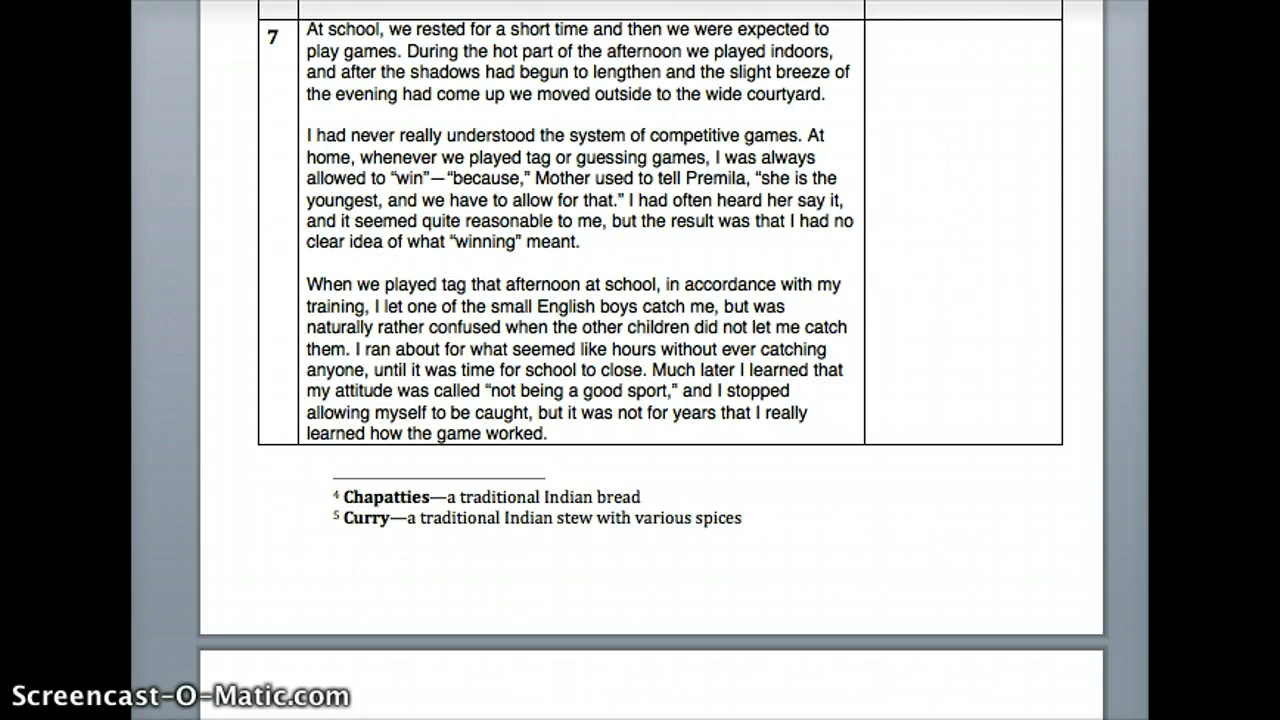 7
At school, we rested for a short time and then we were expected to
play games. During the hot part of the afternoon we played indoors,
and after the shadows had begun to lengthen and the slight breeze of
the evening had come up we moved outside to the wide courtyard.
I had never really understood the system of competitive games. At
home, whenever we played tag or guessing games, I was always
allowed to “win”—“because,” Mother used to tell Premila, “she is the
youngest, and we have to allow for that.” I had often heard her say it,
and it seemed quite reasonable to me, but the result was that I had no
clear idea of what “winning” meant.
When we played tag that afternoon at school, in accordance with my
training, I let one of the small English boys catch me, but was
naturally rather confused when the other children did not let me catch
them. I ran about for what seemed like hours without ever catching
anyone, until it was time for school to close. Much later I learned that
my attitude was called “not being a good sport,” and I stopped
allowing myself to be caught, but it was not for years that I really
learned how the game worked.
4 Chapatties—a traditional Indian bread
5 Curry—a traditional Indian stew with various spices
Screencast-O-Matic.com